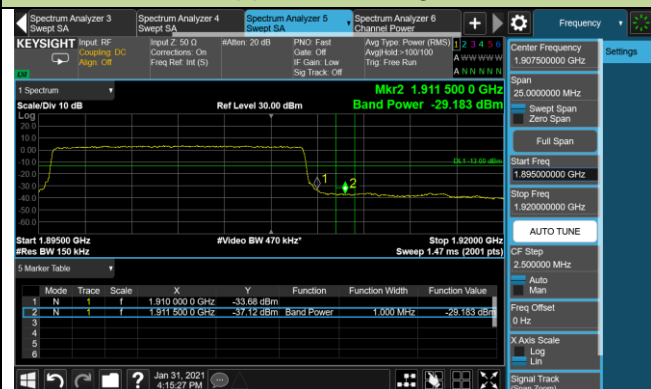 Spectrum Analyzer 3
Swept SA
Spectrum Analyzer 4
Swept SA
Spectrum Analyzer 5
Swept SA
Spectrum Analyzer 6
Channel Power
+
Frequency
KEYSIGHT
Input: RF
Coupling: DC
Align: Off
Input Z: 50 Ω
Corrections: On
Freq Ref: Int (S)
#Atten: 20 dB
PNO: Fast
Gate: Off
IF Gain: Low
Sig Track: Off
Avg Type: Power (RMS)
Avg|Hold:>100/100
Trig: Free Run
1 2 3 4 5 6
A W W W W W
A N N N N N
LXI
1 Spectrum
Scale/Div 10 dB
Log
Ref Level 30.00 dBm
Mkr2 1.911 500 0 GHz
Band Power -29.183 dBm
20.0
10.0
0.00
-10.0
-20.0
-30.0
-40.0
-50.0
-60.0
DL1 -13.00 dBm
1
2
Start 1.89500 GHz
#Res BW 150 kHz
#Video BW 470 kHz*
Stop 1.92000 GHz
Sweep 1.47 ms (2001 pts)
5 Marker Table
Mode Trace Scale X Y Function Function Width Function Value
1 N 1 f 1.910 000 0 GHz -33.68 dBm
2 N 1 f 1.911 500 0 GHz -37.12 dBm Band Power 1.000 MHz -29.183 dBm
3
4
5
6
Jan 31, 2021
4:15:27 PM
?
Center Frequency
1.907500000 GHz
Span
25.0000000 MHz
Swept Span
Zero Span
Full Span
Start Freq
1.895000000 GHz
Stop Freq
1.920000000 GHz
AUTO TUNE
CF Step
2.500000 MHz
Auto
Man
Freq Offset
0 Hz
X Axis Scale
Log
Lin
Signal Track
(Span Zoom)
Settings